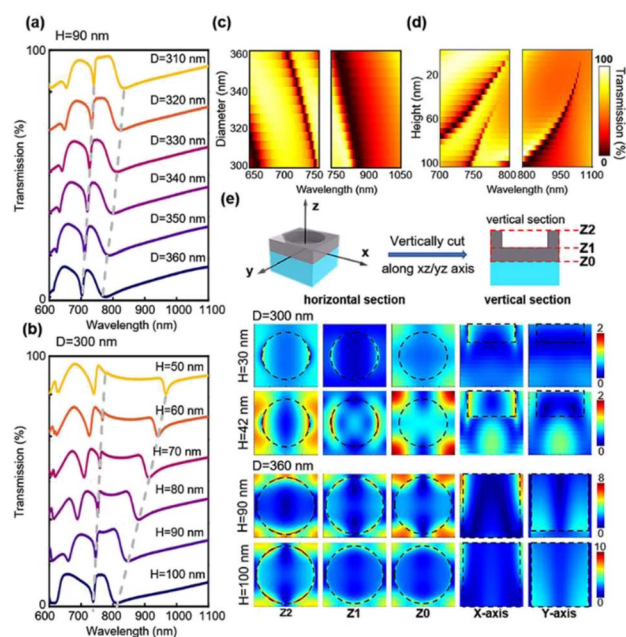 (a)
H=90 nm
100
D=310 nm
D=320 nm
D=330 nm
D=340 nm
D=350 nm
D=360 nm
0
600 700 800 900 1000 1100
Wavelength (nm)
Transmission (%)
(b)
D=300 nm
100
H=50 nm
H=60 nm
H=70 nm
H=80 nm
H=90 nm
H=100 nm
0
600 700 800 900 1000 1100
Wavelength (nm)
Transmission (%)
(c)
360
340
320
300
Diameter (nm)
650 750 750 1050
Wavelength (nm)
(d)
20
60
100
Height(nm)
700 800 800 1100
Wavelength (nm)
100
0
Transmission (%)
(e)
z
x
y
Vertically cut
along xz/yz axis
vertical section
Z2
Z1
Z0
horizontal section
vertical section
D=300 nm
H=30 nm
2
0
H=42 nm
2
0
D=360 nm
H=90 nm
8
0
H=100 nm
10
0
Z2 Z1 Z0 X-axis Y-axis